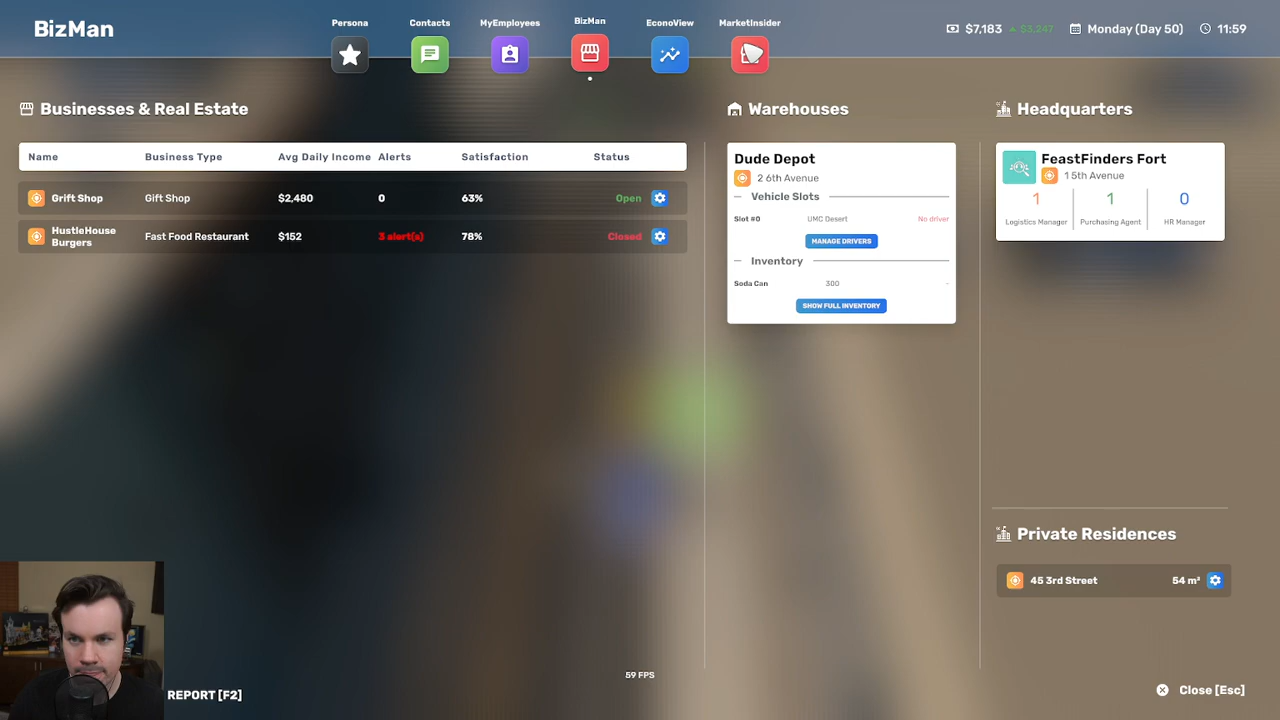 BizMan
Persona
Contacts
MyEmployees
BizMan
EconoView
MarketInsider
$7,183 ▲ $3,247
Monday (Day 50)
11:59
Businesses & Real Estate
Name Business Type Avg Daily Income Alerts Satisfaction Status
Grift Shop Gift Shop $2,480 0 63% Open
HustleHouse
Burgers
Fast Food Restaurant $152 3 alert(s) 78% Closed
Warehouses
Dude Depot
2 6th Avenue
Vehicle Slots
Slot #0 UMC Desert No driver
MANAGE DRIVERS
Inventory
Soda Can 300 -
SHOW FULL INVENTORY
Headquarters
FeastFinders Fort
1 5th Avenue
1 1 0
Logistics Manager Purchasing Agent HR Manager
Private Residences
45 3rd Street 54 m²
59 FPS
REPORT [F2]
Close [Esc]